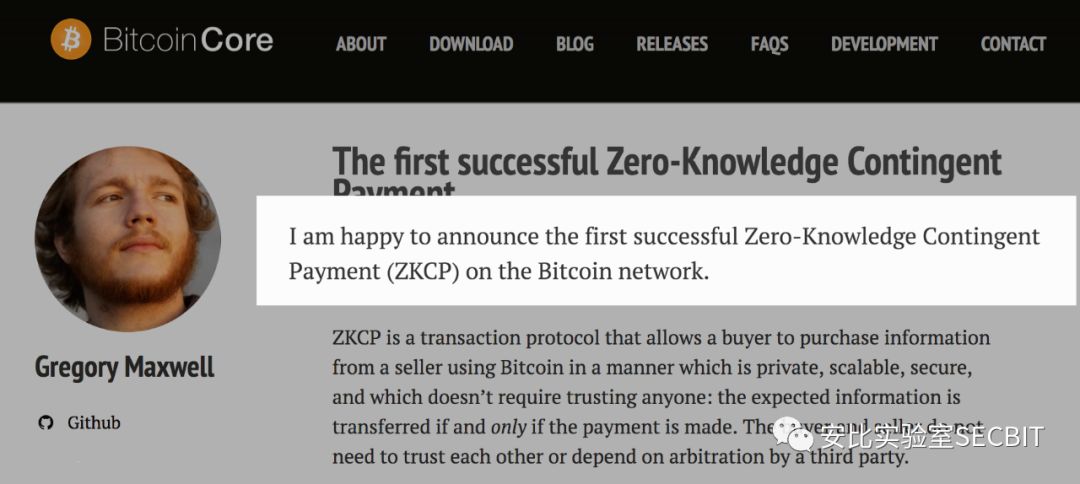 BitcoinCore
ABOUT DOWNLOAD BLOG RELEASES FAQS DEVELOPMENT CONTACT
The first successful Zero-Knowledge Contingent
Payment
I am happy to announce the first successful Zero-Knowledge Contingent
Payment (ZKCP) on the Bitcoin network.
Gregory Maxwell
Github
ZKCP is a transaction protocol that allows a buyer to purchase information
from a seller using Bitcoin in a manner which is private, scalable, secure,
and which doesn’t require trusting anyone: the expected information is
transferred if and only if the payment is made. The buyer and seller do not
need to trust each other or depend on arbitration by a third party.
安比实验室SECBIT